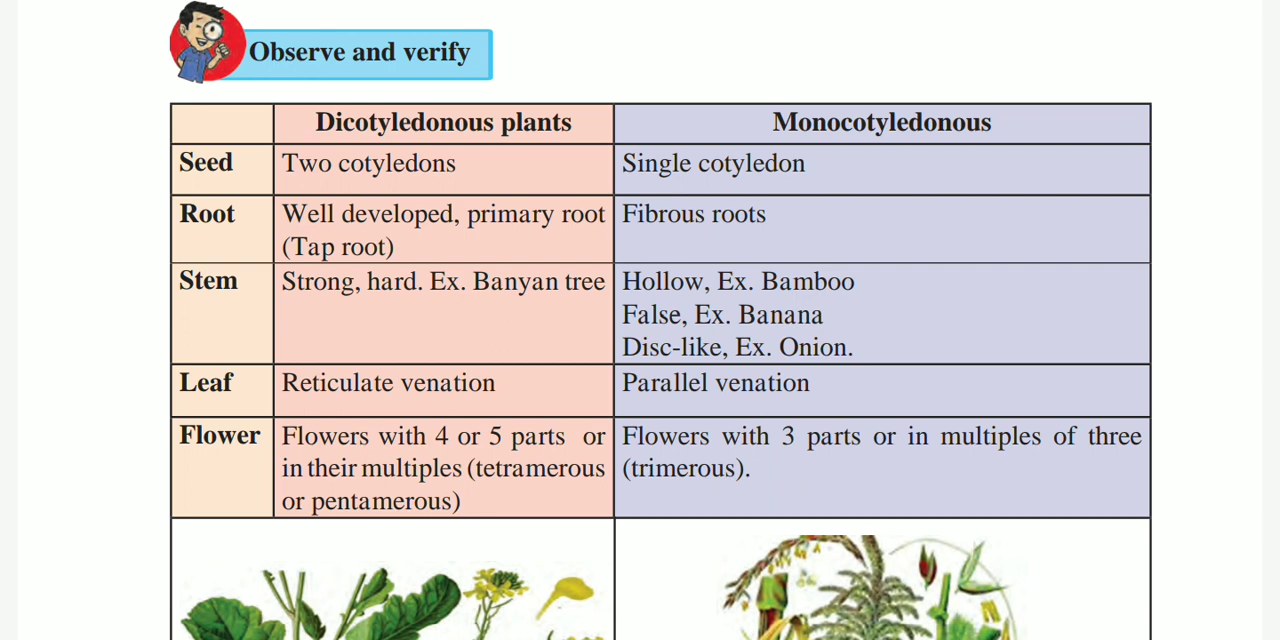 Observe and verify
Dicotyledonous plants Monocotyledonous
Seed Two cotyledons Single cotyledon
Root Well developed, primary root Fibrous roots
(Tap root)
Stem Strong, hard. Ex. Banyan tree Hollow, Ex. Bamboo
False, Ex. Banana
Disc-like, Ex. Onion.
Leaf Reticulate venation Parallel venation
Flower Flowers with 4 or 5 parts or Flowers with 3 parts or in multiples of three
in their multiples (tetramerous (trimerous).
or pentamerous)